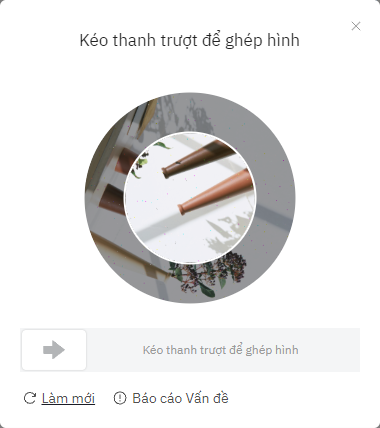 Kéo thanh trượt để ghép hình
Kéo thanh trượt để ghép hình
Làm mới
Báo cáo Vấn đề